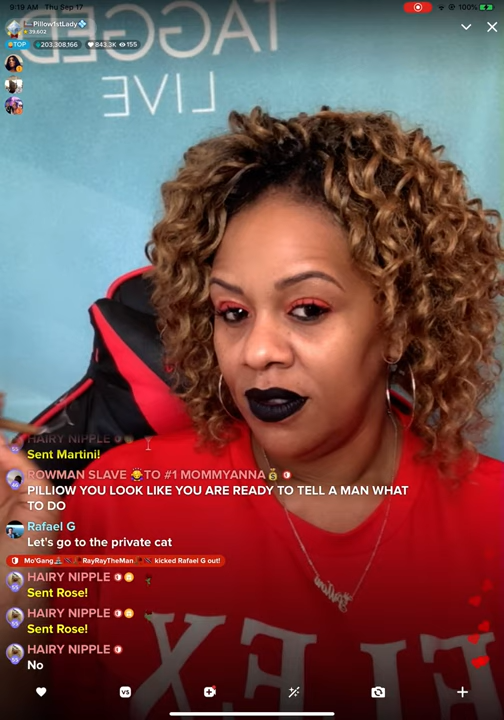 9:19 AM Thu Sep 17
100%
Pillow1stLady
39,602
TOP 203,308,166 843.3K 155
TAGGED
LIVE
HAIRY NIPPLE
Sent Martini!
ROWMAN SLAVE TO #1 MOMMYANNA
PILLIOW YOU LOOK LIKE YOU ARE READY TO TELL A MAN WHAT
TO DO
Rafael G
Let's go to the private cat
Mo'Gang RayRayTheMan kicked Rafael G out!
HAIRY NIPPLE
Sent Rose!
HAIRY NIPPLE
Sent Rose!
HAIRY NIPPLE
No
FLEX
VS